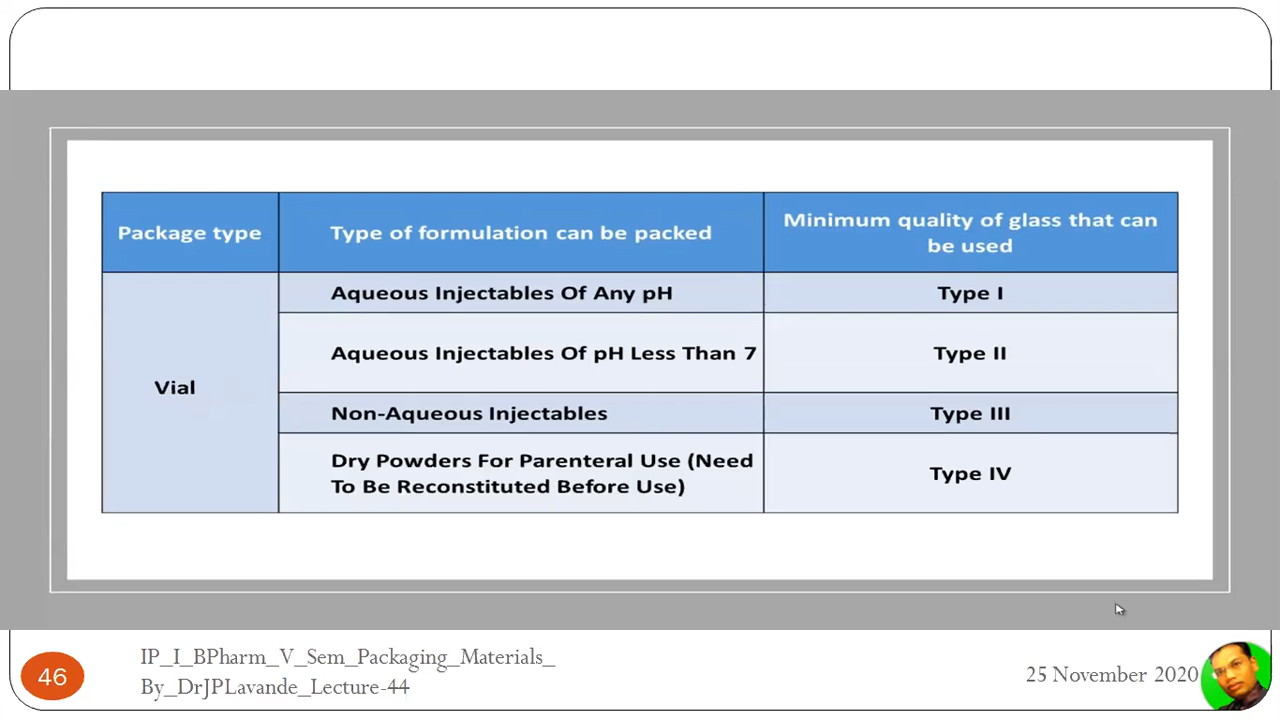 Package type
Type of formulation can be packed
Minimum quality of glass that can
be used
Vial
Aqueous Injectables Of Any pH
Type I
Aqueous Injectables Of pH Less Than 7
Type II
Non-Aqueous Injectables
Type III
Dry Powders For Parenteral Use (Need
To Be Reconstituted Before Use)
Type IV
46
IP_I_BPharm_V_Sem_Packaging_Materials_
By_DrJPLavande_Lecture-44
25 November 2020